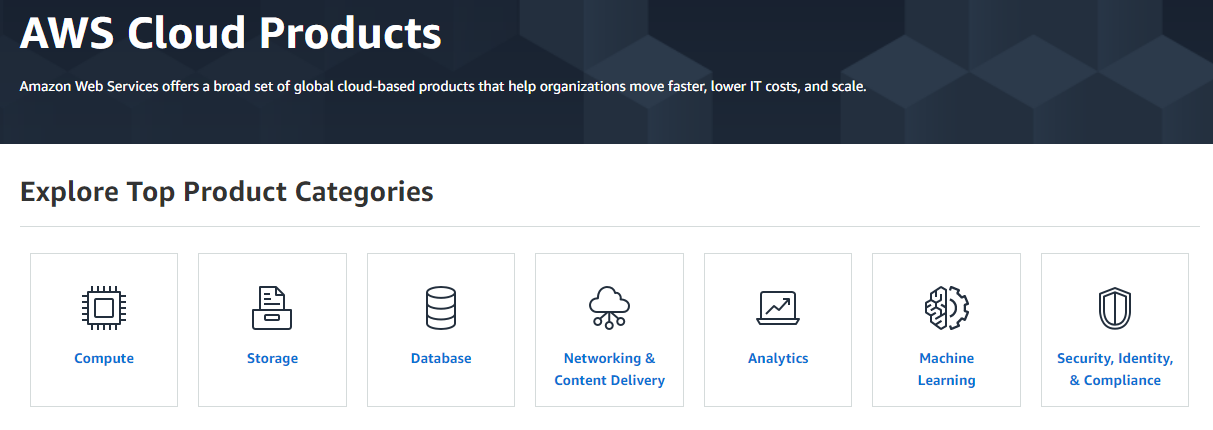 AWS Cloud Products
Amazon Web Services offers a broad set of global cloud-based products that help organizations move faster, lower IT costs, and scale.
Explore Top Product Categories
Compute
Storage
Database
Networking &
Content Delivery
Analytics
Machine
Learning
Security, Identity,
& Compliance